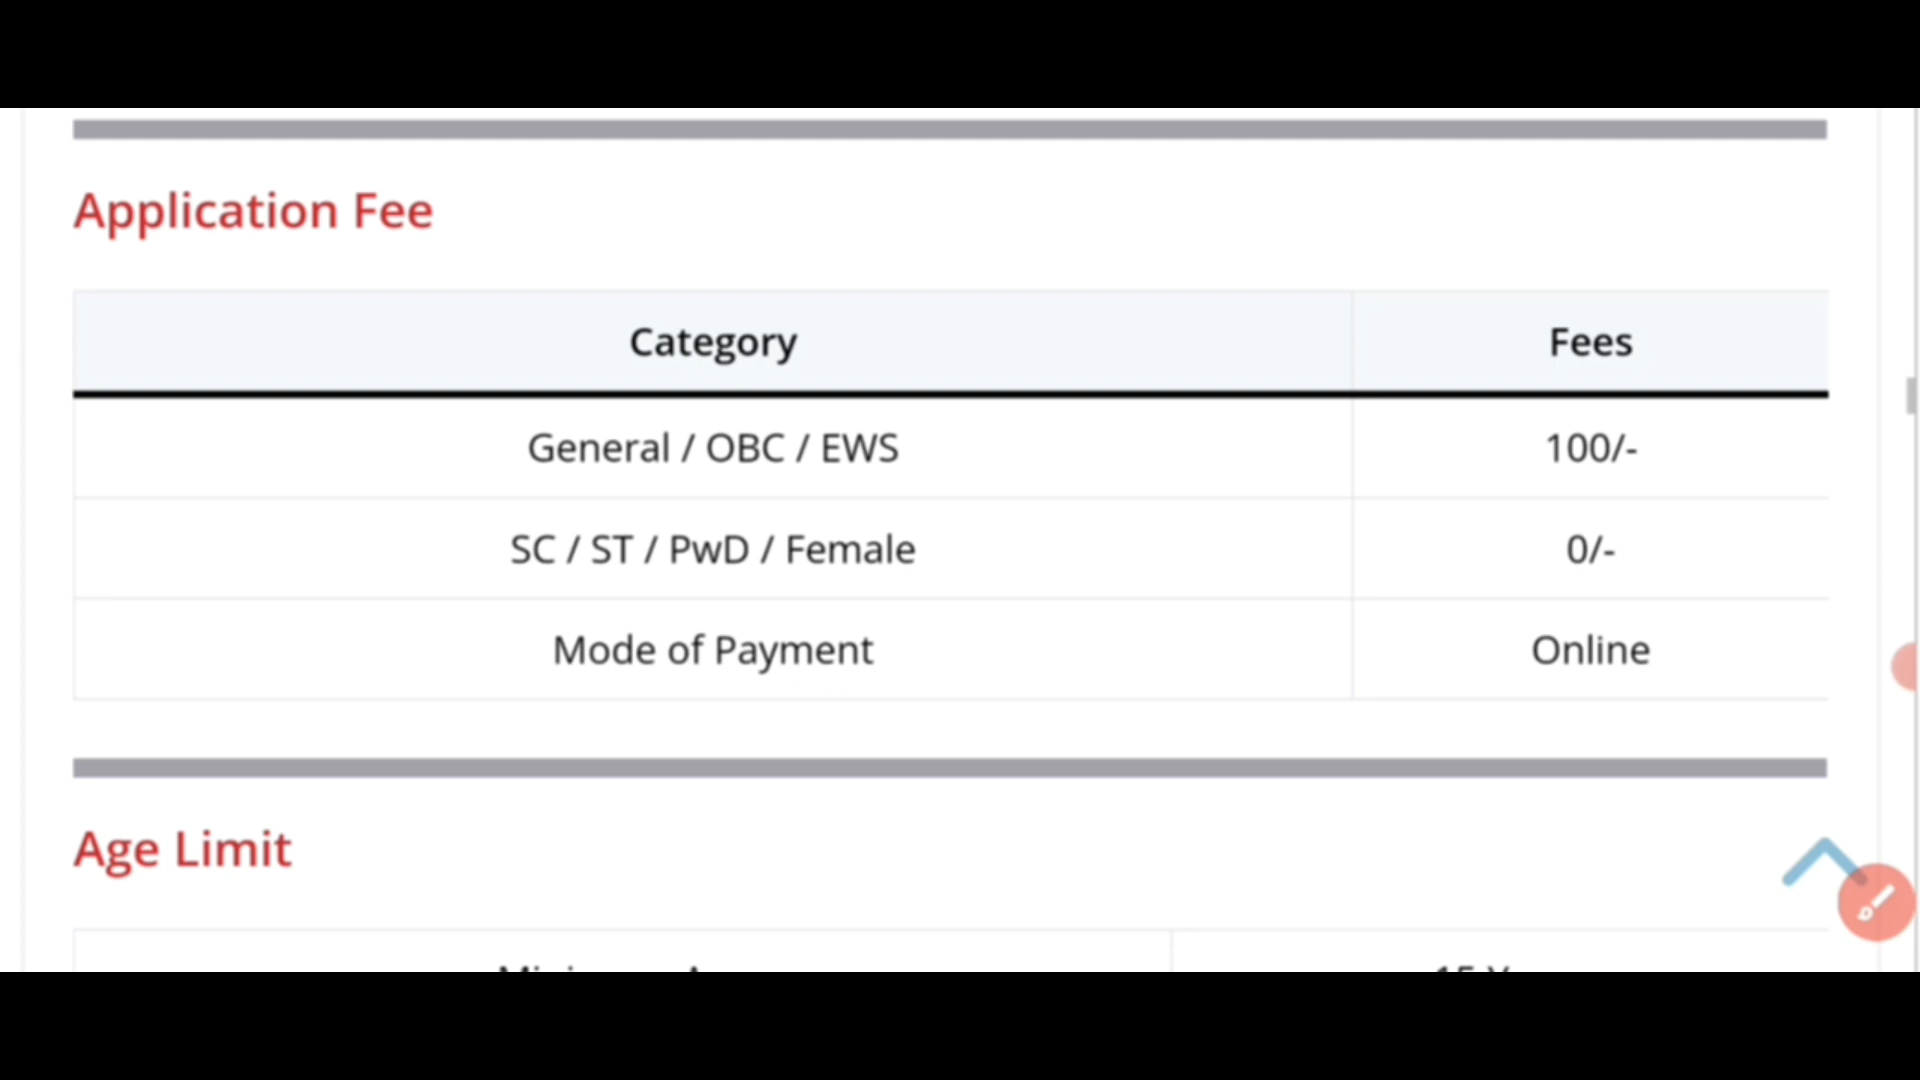 Application Fee
Category Fees
General / OBC / EWS 100/-
SC / ST / PwD / Female 0/-
Mode of Payment Online
Age Limit